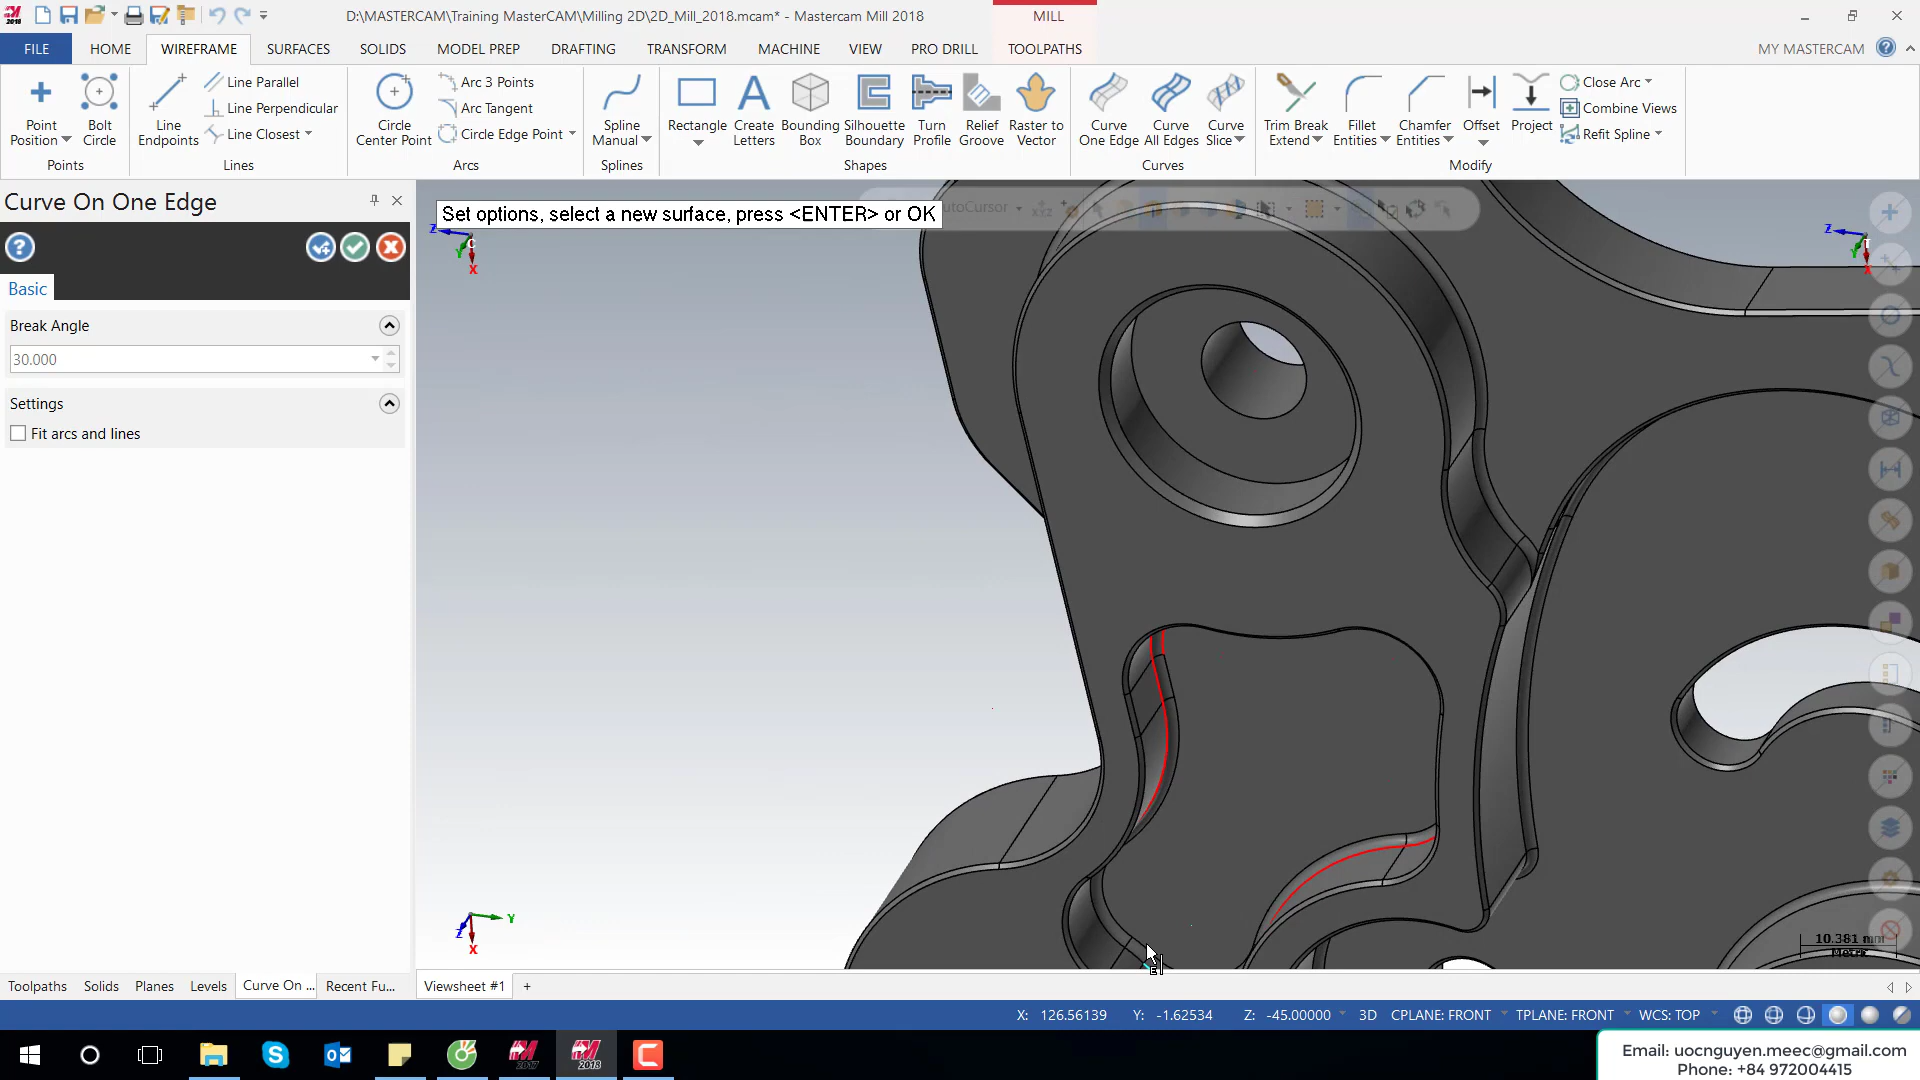 D:\MASTERCAM\Training MasterCAM\Milling 2D\2D_Mill_2018.mcam* - Mastercam Mill 2018
MILL
FILE
HOME
WIREFRAME
SURFACES
SOLIDS
MODEL PREP
DRAFTING
TRANSFORM
MACHINE
VIEW
PRO DRILL
TOOLPATHS
MY MASTERCAM
Point
Position
Bolt
Circle
Points
Line
Endpoints
Line Parallel
Line Perpendicular
Line Closest
Lines
Circle
Center Point
Arc 3 Points
Arc Tangent
Circle Edge Point
Arcs
Spline
Manual
Splines
Rectangle
Create
Letters
Bounding
Box
Silhouette
Boundary
Turn
Profile
Relief
Groove
Raster to
Vector
Shapes
Curve
One Edge
Curve
All Edges
Curve
Slice
Curves
Trim Break
Extend
Fillet
Entities
Chamfer
Entities
Offset
Project
Close Arc
Combine Views
Refit Spline
Modify
Curve On One Edge
Basic
Break Angle
30.000
Settings
Fit arcs and lines
Set options, select a new surface, press <ENTER> or OK
Z
Y
X
Z
Y
X
Y
Z
X
10.381 mm
Metric
Toolpaths
Solids
Planes
Levels
Curve On ...
Recent Fu...
Viewsheet #1
+
X: 126.56139
Y: -1.62534
Z: -45.00000
3D
CPLANE: FRONT
TPLANE: FRONT
WCS: TOP
2017
2018
Email: uocnguyen.meec@gmail.com
Phone: +84 972004415